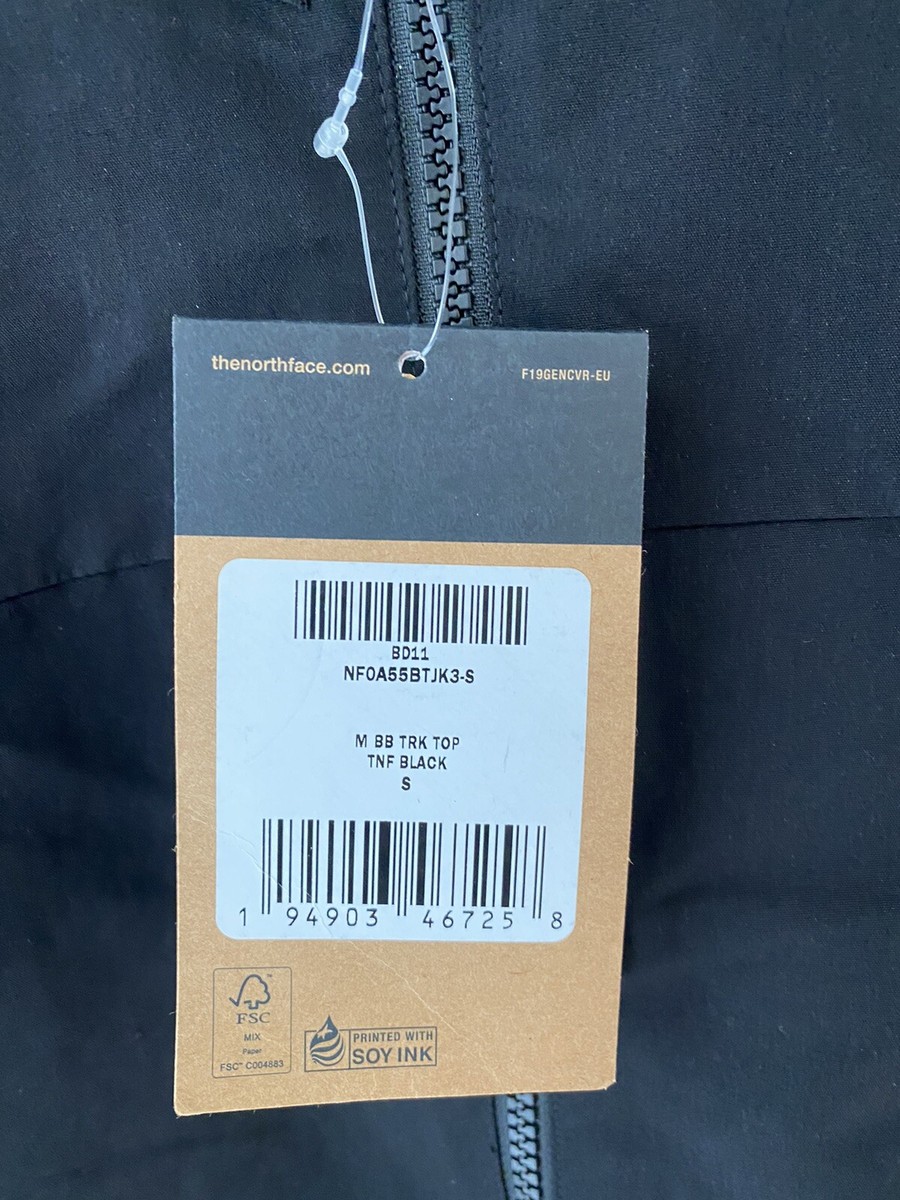 thenorthface.com
F19GENCVR-EU
BD11
NF0A55BTJK3-S
M BB TRK TOP
TNF BLACK
S
1 94903 46725 8
FSC
MIX
Paper
FSC™ C004883
PRINTED WITH
SOY INK